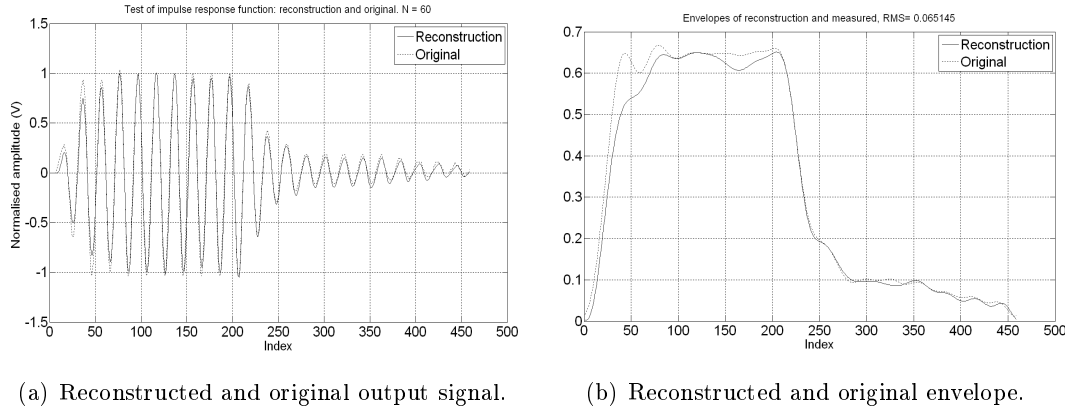 Test of impulse response function: reconstruction and original. N = 60
1.5
1
0.5
0
-0.5
-1
-1.5
Normalised amplitude (V)
Reconstruction
Original
0 50 100 150 200 250 300 350 400 450 500
Index
(a) Reconstructed and original output signal.
Envelopes of reconstruction and measured, RMS= 0.065145
0.7
0.6
0.5
0.4
0.3
0.2
0.1
0
Reconstruction
Original
0 50 100 150 200 250 300 350 400 450 500
Index
(b) Reconstructed and original envelope.